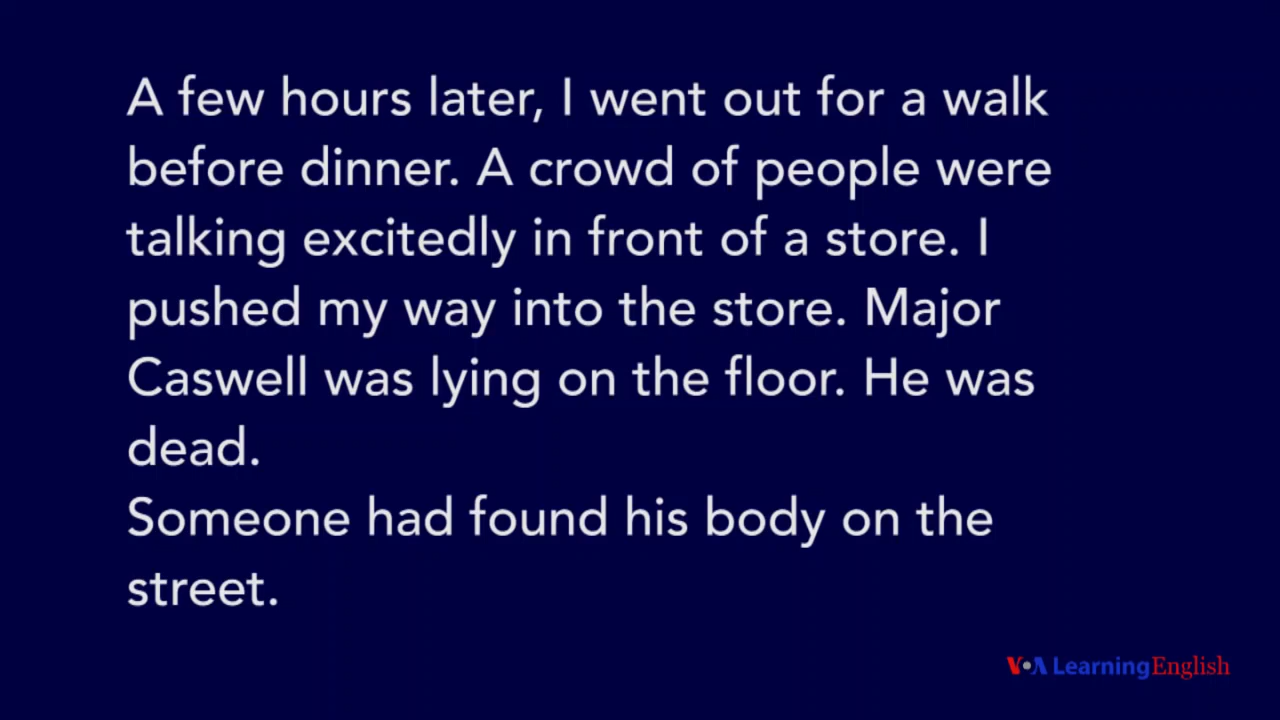 A few hours later, I went out for a walk
before dinner. A crowd of people were
talking excitedly in front of a store. I
pushed my way into the store. Major
Caswell was lying on the floor. He was
dead.
Someone had found his body on the
street.
VOA LearningEnglish